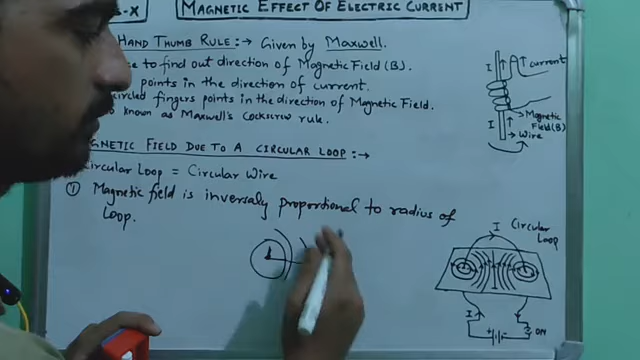 S-X
MAGNETIC EFFECT OF ELECTRIC CURRENT
HAND THUMB RULE:→ Given by Maxwell.
to find out direction of Magnetic Field (B).
points in the direction of current.
circled fingers points in the direction of Magnetic Field.
known as Maxwell's Cockscrew rule.
GNETIC FIELD DUE TO A CIRCULAR LOOP :→
Circular Loop = Circular Wire
① Magnetic field is inversaly proportional to radius of
Loop.
I
current
I
Magnetic
Field(B)
Wire
I
Circular
Loop
I
I
+
-